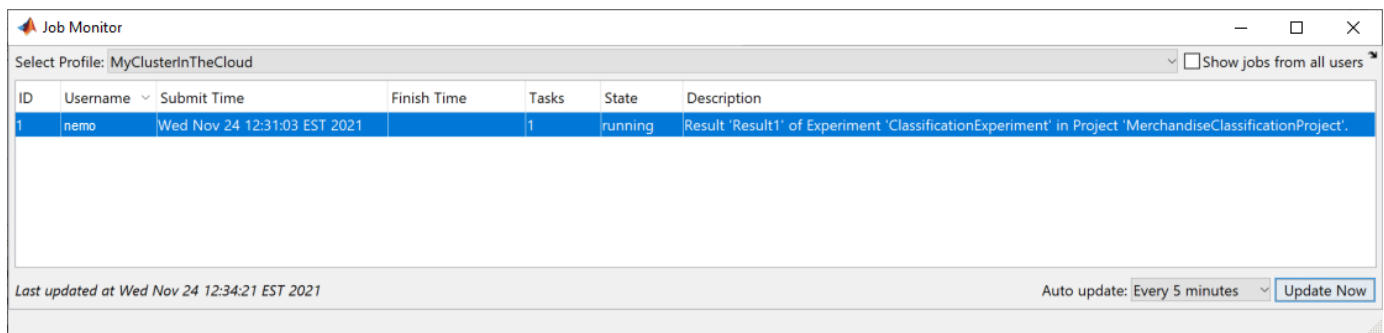 Job Monitor
Select Profile: MyClusterInTheCloud Show jobs from all users
ID Username Submit Time Finish Time Tasks State Description
1 nemo Wed Nov 24 12:31:03 EST 2021 1 running Result 'Result1' of Experiment 'ClassificationExperiment' in Project 'MerchandiseClassificationProject'.
Last updated at Wed Nov 24 12:34:21 EST 2021 Auto update: Every 5 minutes Update Now